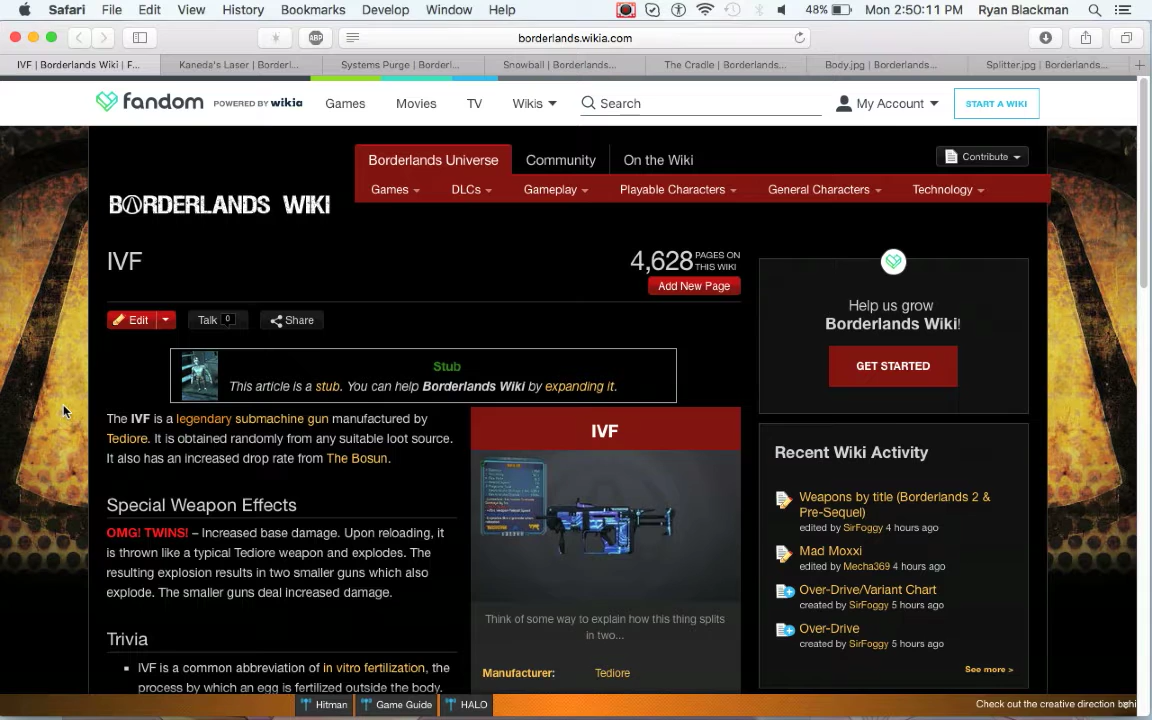 Safari File Edit View History Bookmarks Develop Window Help 48% Mon 2:50:11 PM Ryan Blackman
ABP borderlands.wikia.com
IVF | Borderlands Wiki | F... Kaneda's Laser | Borderl... Systems Purge | Borderl... Snowball | Borderlands... The Cradle | Borderlands... Body.jpg | Borderlands... Splitter.jpg | Borderlands...
fandom POWERED BY wikia Games Movies TV Wikis Search My Account START A WIKI
Borderlands Universe Community On the Wiki Contribute
Games DLCs Gameplay Playable Characters General Characters Technology
BORDERLANDS WIKI
IVF
4,628 PAGES ON
THIS WIKI
Add New Page
Edit Talk 0 Share
Stub
This article is a stub. You can help Borderlands Wiki by expanding it.
The IVF is a legendary submachine gun manufactured by
Tediore. It is obtained randomly from any suitable loot source.
It also has an increased drop rate from The Bosun.
Special Weapon Effects
OMG! TWINS! – Increased base damage. Upon reloading, it
is thrown like a typical Tediore weapon and explodes. The
resulting explosion results in two smaller guns which also
explode. The smaller guns deal increased damage.
Trivia
IVF is a common abbreviation of in vitro fertilization, the
process by which an egg is fertilized outside the body.
IVF
Think of some way to explain how this thing splits
in two...
Manufacturer: Tediore
Help us grow
Borderlands Wiki!
GET STARTED
Recent Wiki Activity
Weapons by title (Borderlands 2 &
Pre-Sequel)
edited by SirFoggy 4 hours ago
Mad Moxxi
edited by Mecha369 4 hours ago
Over-Drive/Variant Chart
created by SirFoggy 5 hours ago
Over-Drive
created by SirFoggy 5 hours ago
See more >
Hitman Game Guide HALO Check out the creative direction